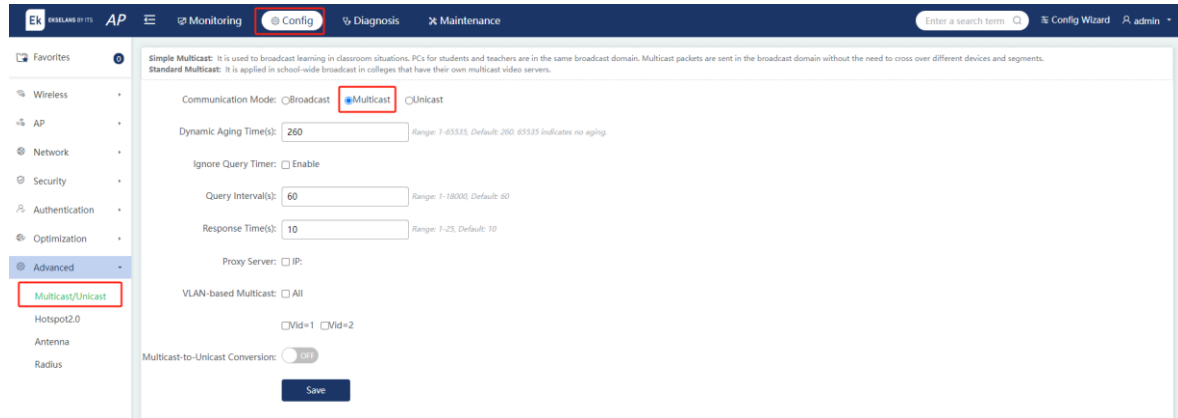 Ek EKSELANS BY ITS AP Monitoring Config Diagnosis Maintenance Enter a search term Config Wizard admin
Favorites 0
Wireless
AP
Network
Security
Authentication
Optimization
Advanced
Multicast/Unicast
Hotspot2.0
Antenna
Radius
Simple Multicast: It is used to broadcast learning in classroom situations. PCs for students and teachers are in the same broadcast domain. Multicast packets are sent in the broadcast domain without the need to cross over different devices and segments.
Standard Multicast: It is applied in school-wide broadcast in colleges that have their own multicast video servers.
Communication Mode: Broadcast Multicast Unicast
Dynamic Aging Time(s): 260 Range: 1-65535, Default: 260. 65535 indicates no aging.
Ignore Query Timer: Enable
Query Interval(s): 60 Range: 1-18000, Default: 60
Response Time(s): 10 Range: 1-25, Default: 10
Proxy Server: IP:
VLAN-based Multicast: All
Vid=1 Vid=2
Multicast-to-Unicast Conversion: OFF
Save